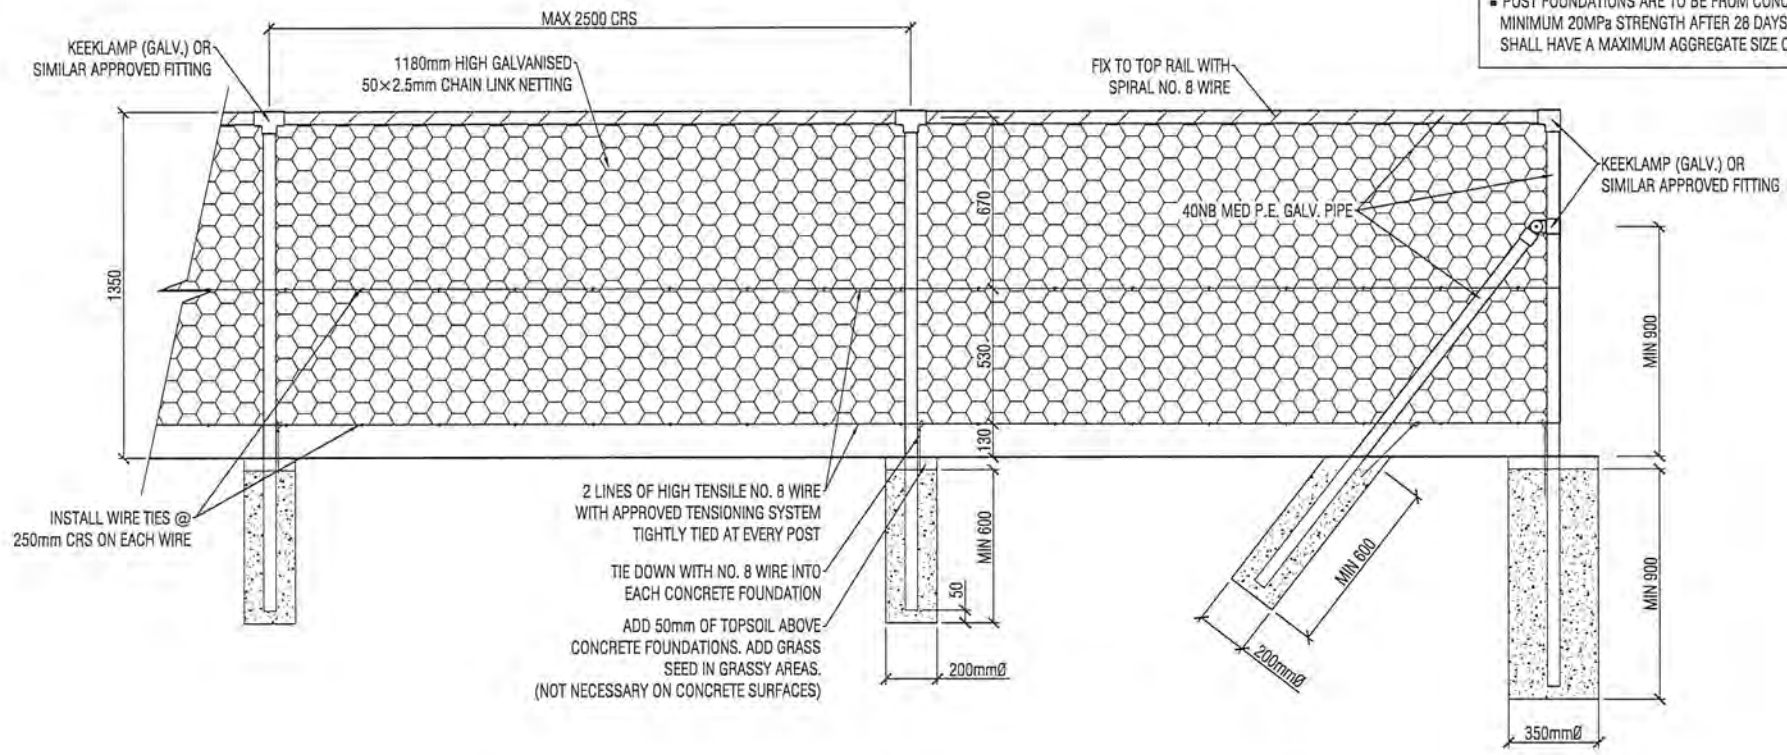 ▪ POST FOUNDATIONS ARE TO BE FROM
MINIMUM 20MPa STRENGTH AFTER 28 DAYS
SHALL HAVE A MAXIMUM AGGREGATE SIZE
MAX 2500 CRS
KEEKLAMP (GALV.) OR
SIMILAR APPROVED FITTING
1180mm HIGH GALVANISED
50×2.5mm CHAIN LINK NETTING
FIX TO TOP RAIL WITH
SPIRAL NO. 8 WIRE
KEEKLAMP (GALV.) OR
SIMILAR APPROVED FITTING
40NB MED P.E. GALV. PIPE
670
1350
530
MIN 900
130
INSTALL WIRE TIES @
250mm CRS ON EACH WIRE
2 LINES OF HIGH TENSILE NO. 8 WIRE
WITH APPROVED TENSIONING SYSTEM
TIGHTLY TIED AT EVERY POST
TIE DOWN WITH NO. 8 WIRE INTO
EACH CONCRETE FOUNDATION
ADD 50mm OF TOPSOIL ABOVE
CONCRETE FOUNDATIONS. ADD GRASS
SEED IN GRASSY AREAS.
(NOT NECESSARY ON CONCRETE SURFACES)
MIN 600
50
200mmØ
MIN 600
200mmØ
MIN 900
350mmØ